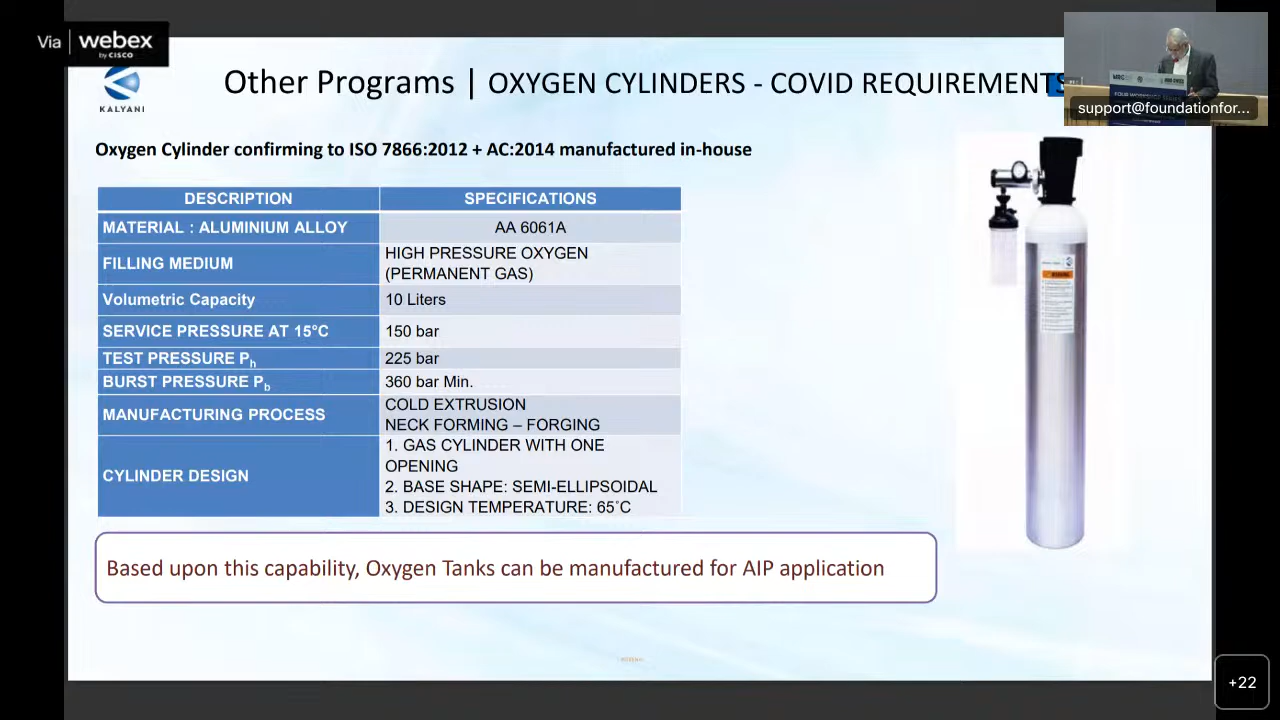 Via webex
by CISCO
KALYANI
Other Programs | OXYGEN CYLINDERS - COVID REQUIREMENTS
support@foundationfor...
Oxygen Cylinder confirming to ISO 7866:2012 + AC:2014 manufactured in-house
DESCRIPTION SPECIFICATIONS
MATERIAL : ALUMINIUM ALLOY AA 6061A
FILLING MEDIUM HIGH PRESSURE OXYGEN
(PERMANENT GAS)
Volumetric Capacity 10 Liters
SERVICE PRESSURE AT 15°C 150 bar
TEST PRESSURE Ph 225 bar
BURST PRESSURE Pb 360 bar Min.
MANUFACTURING PROCESS COLD EXTRUSION
NECK FORMING – FORGING
CYLINDER DESIGN 1. GAS CYLINDER WITH ONE
OPENING
2. BASE SHAPE: SEMI-ELLIPSOIDAL
3. DESIGN TEMPERATURE: 65°C
Based upon this capability, Oxygen Tanks can be manufactured for AIP application
+22